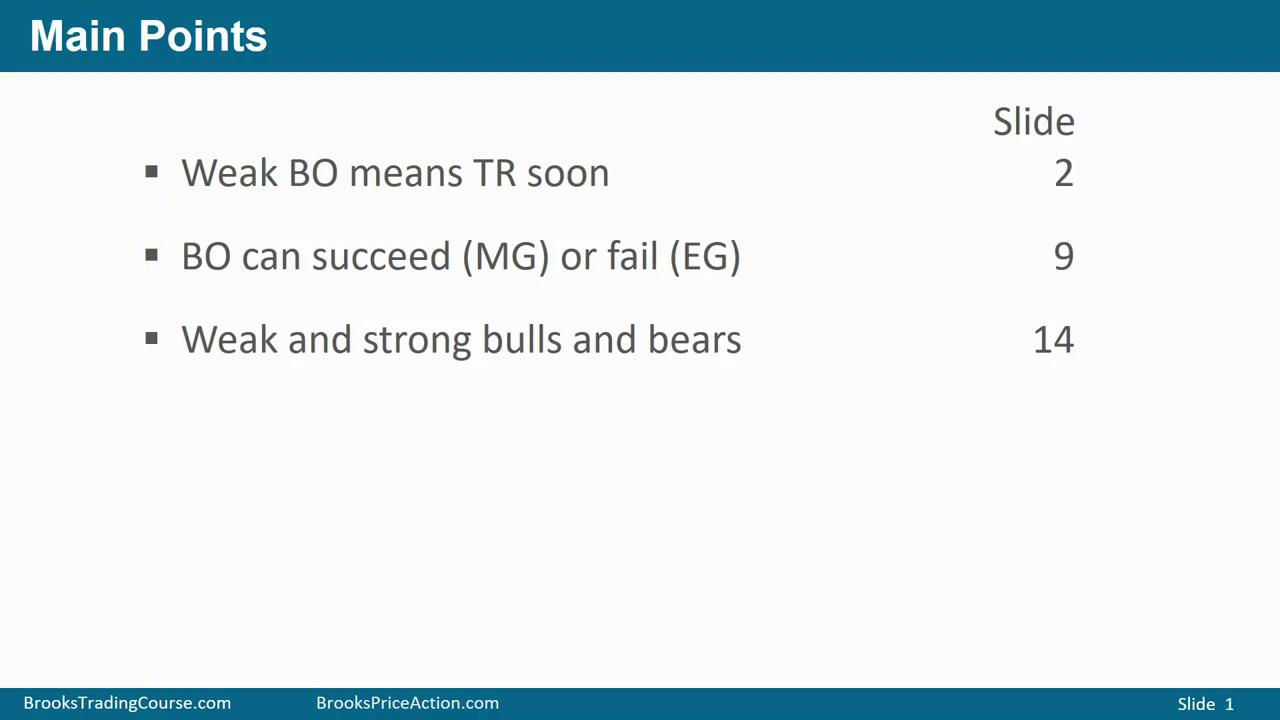 Main Points
Slide
▪ Weak BO means TR soon 2
▪ BO can succeed (MG) or fail (EG) 9
▪ Weak and strong bulls and bears 14
BrooksTradingCourse.com BrooksPriceAction.com Slide 1